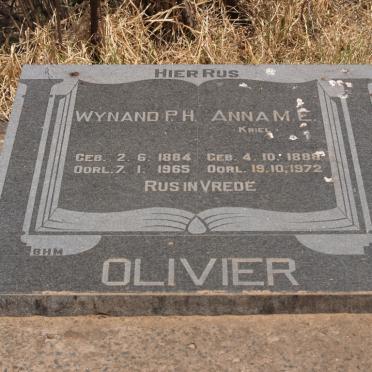 HIER RUS
WYNAND P.H. ANNA M.E.
KRIEL
GEB. 2. 6. 1884 GEB. 4. 10. 1888
OORL. 7. 1. 1965 OORL. 19. 10. 1972
RUS IN VREDE
BHM
OLIVIER